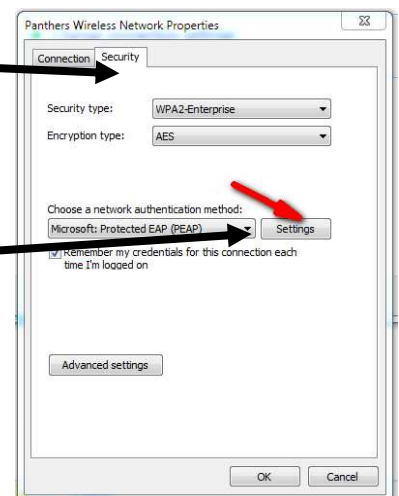 Panthers Wireless Network Properties
Connection Security
Security type: WPA2-Enterprise
Encryption type: AES
Choose a network authentication method:
Microsoft: Protected EAP (PEAP) Settings
Remember my credentials for this connection each
time I'm logged on
Advanced settings
OK Cancel